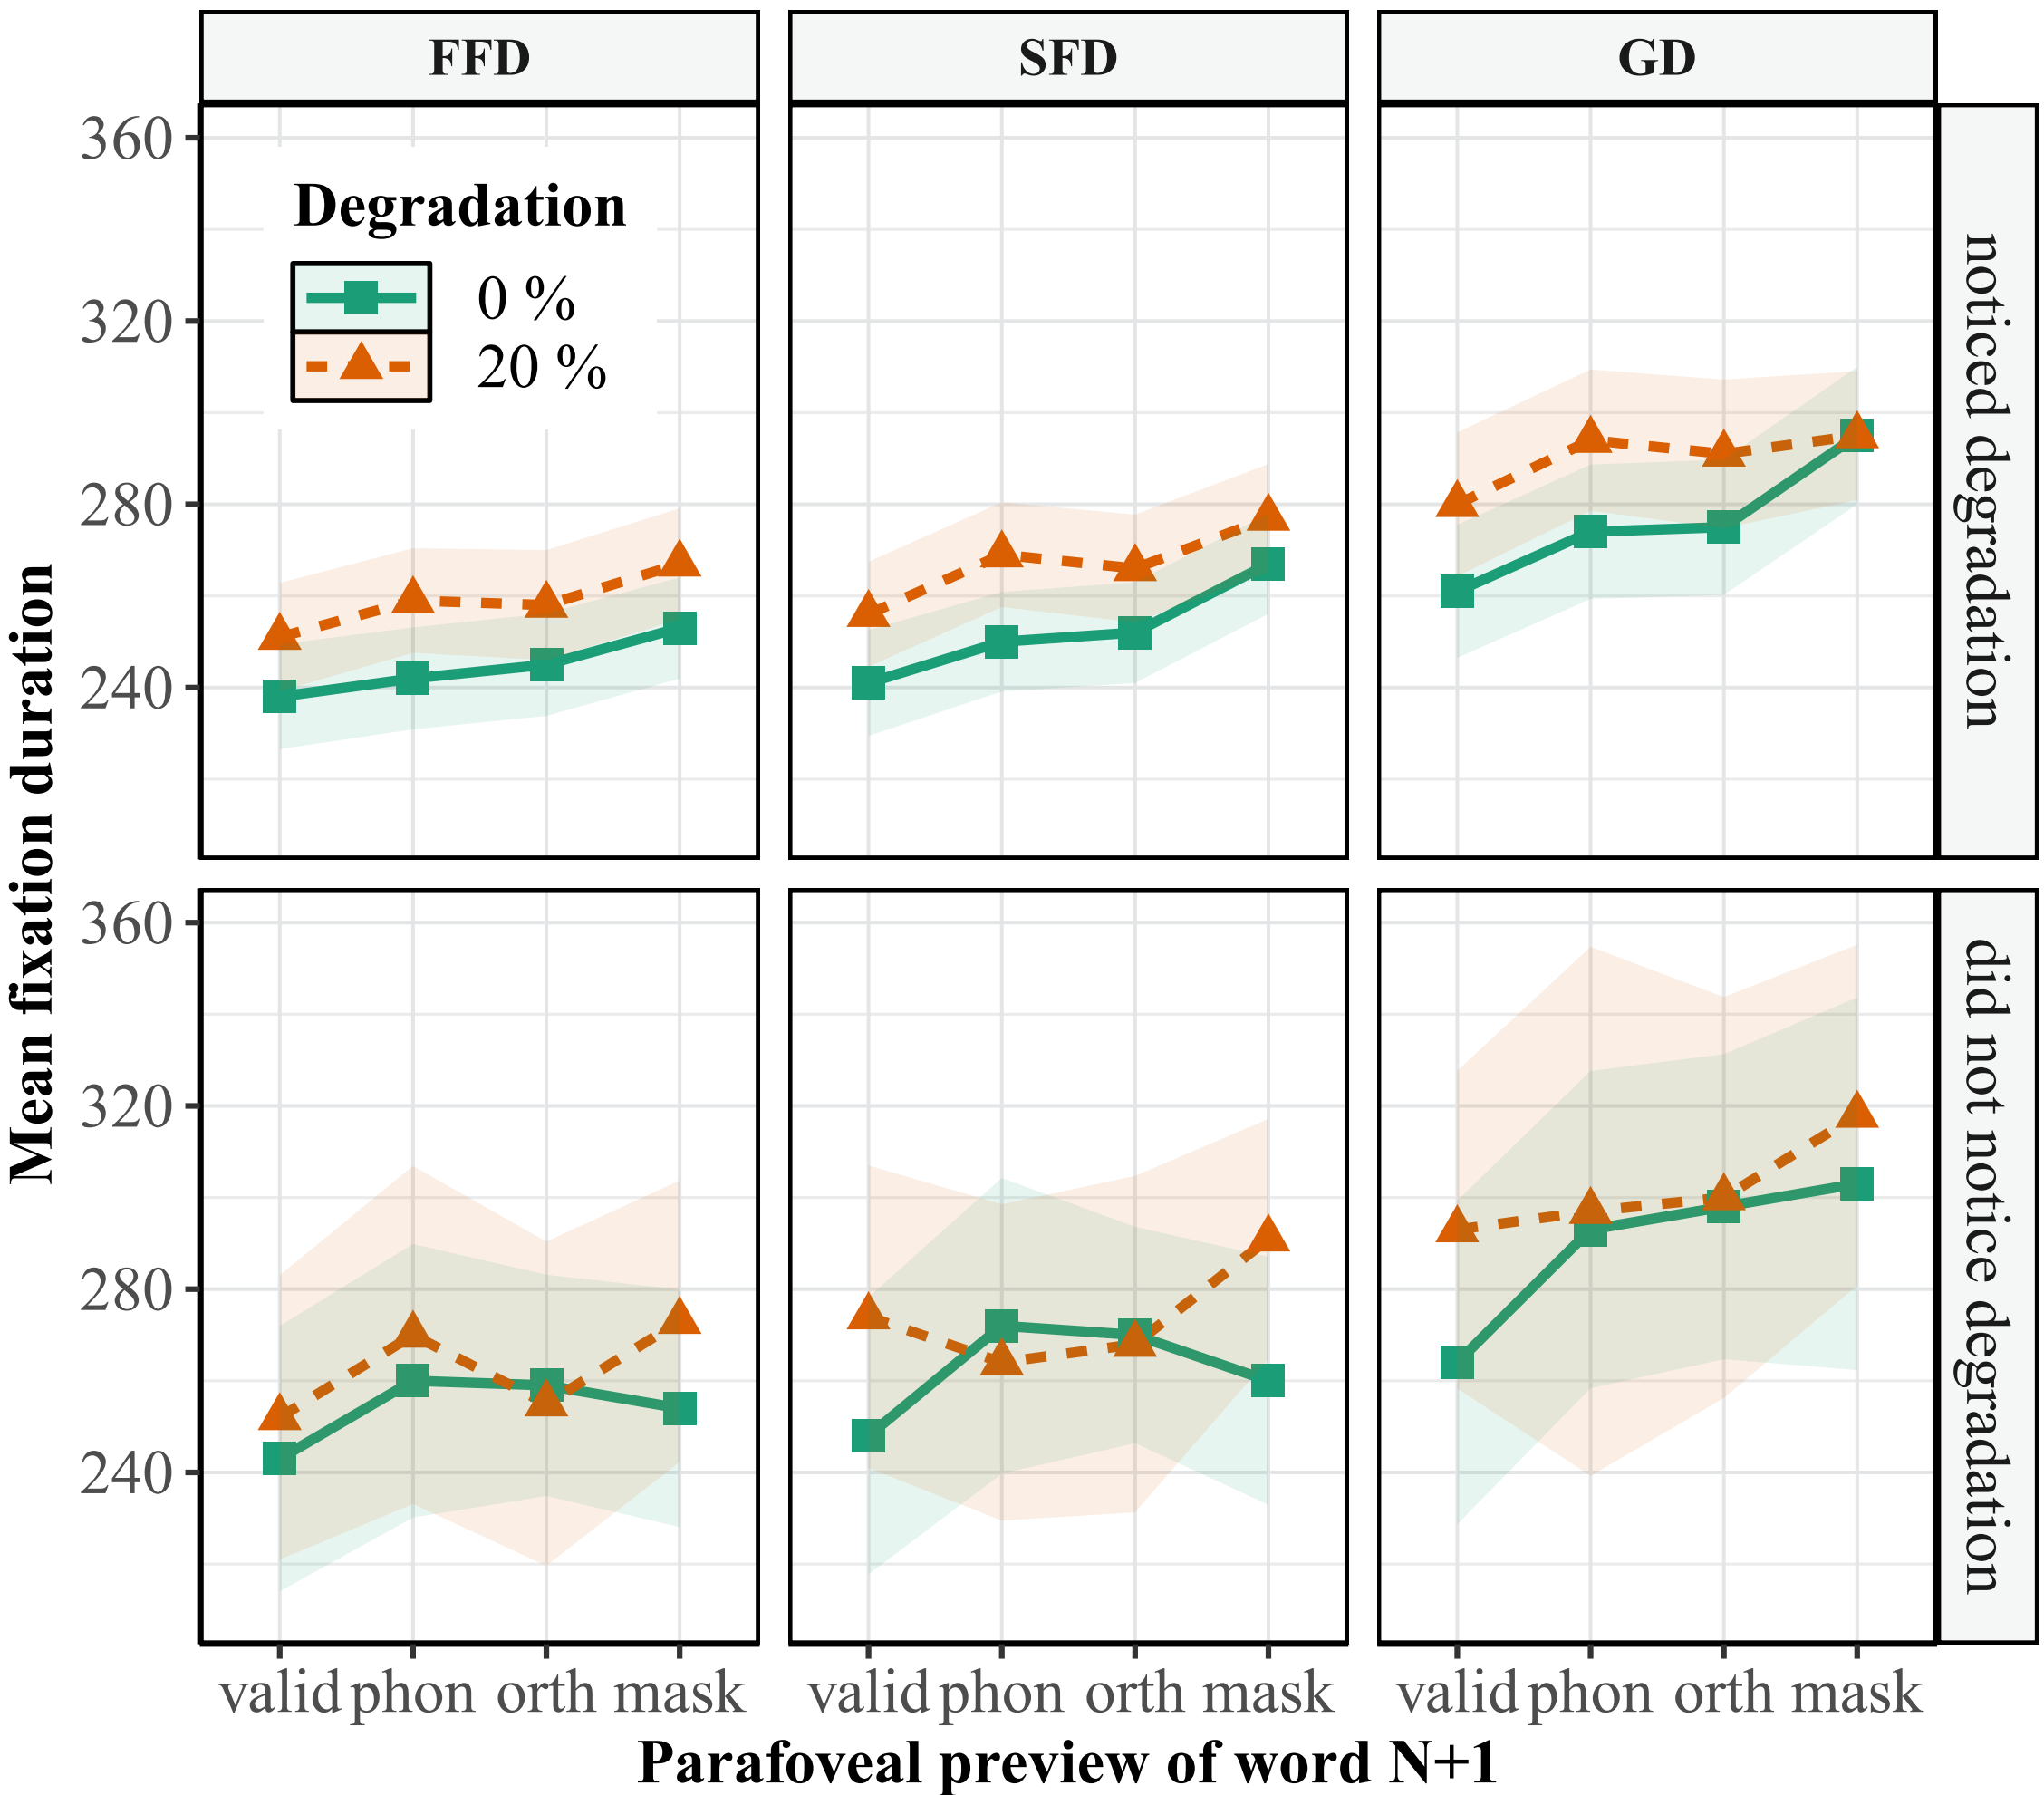 FFD SFD GD
360
320
280
240
Degradation
0 %
20 %
noticed degradation
360
320
280
240
did not notice degradation
Mean fixation duration
valid phon orth mask valid phon orth mask valid phon orth mask
Parafoveal preview of word N+1